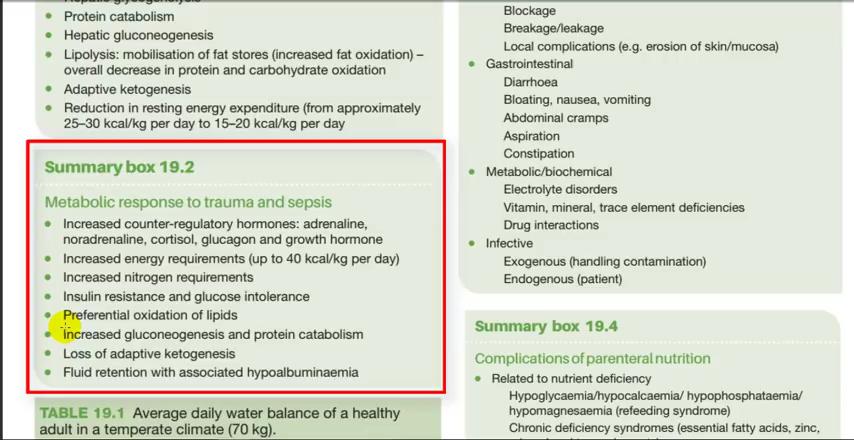 Protein catabolism
Hepatic gluconeogenesis
Lipolysis: mobilisation of fat stores (increased fat oxidation) –
overall decrease in protein and carbohydrate oxidation
Adaptive ketogenesis
Reduction in resting energy expenditure (from approximately
25–30 kcal/kg per day to 15–20 kcal/kg per day
Summary box 19.2
Metabolic response to trauma and sepsis
Increased counter-regulatory hormones: adrenaline,
noradrenaline, cortisol, glucagon and growth hormone
Increased energy requirements (up to 40 kcal/kg per day)
Increased nitrogen requirements
Insulin resistance and glucose intolerance
Preferential oxidation of lipids
Increased gluconeogenesis and protein catabolism
Loss of adaptive ketogenesis
Fluid retention with associated hypoalbuminaemia
TABLE 19.1 Average daily water balance of a healthy
adult in a temperate climate (70 kg).
Blockage
Breakage/leakage
Local complications (e.g. erosion of skin/mucosa)
Gastrointestinal
Diarrhoea
Bloating, nausea, vomiting
Abdominal cramps
Aspiration
Constipation
Metabolic/biochemical
Electrolyte disorders
Vitamin, mineral, trace element deficiencies
Drug interactions
Infective
Exogenous (handling contamination)
Endogenous (patient)
Summary box 19.4
Complications of parenteral nutrition
Related to nutrient deficiency
Hypoglycaemia/hypocalcaemia/ hypophosphataemia/
hypomagnesaemia (refeeding syndrome)
Chronic deficiency syndromes (essential fatty acids, zinc,